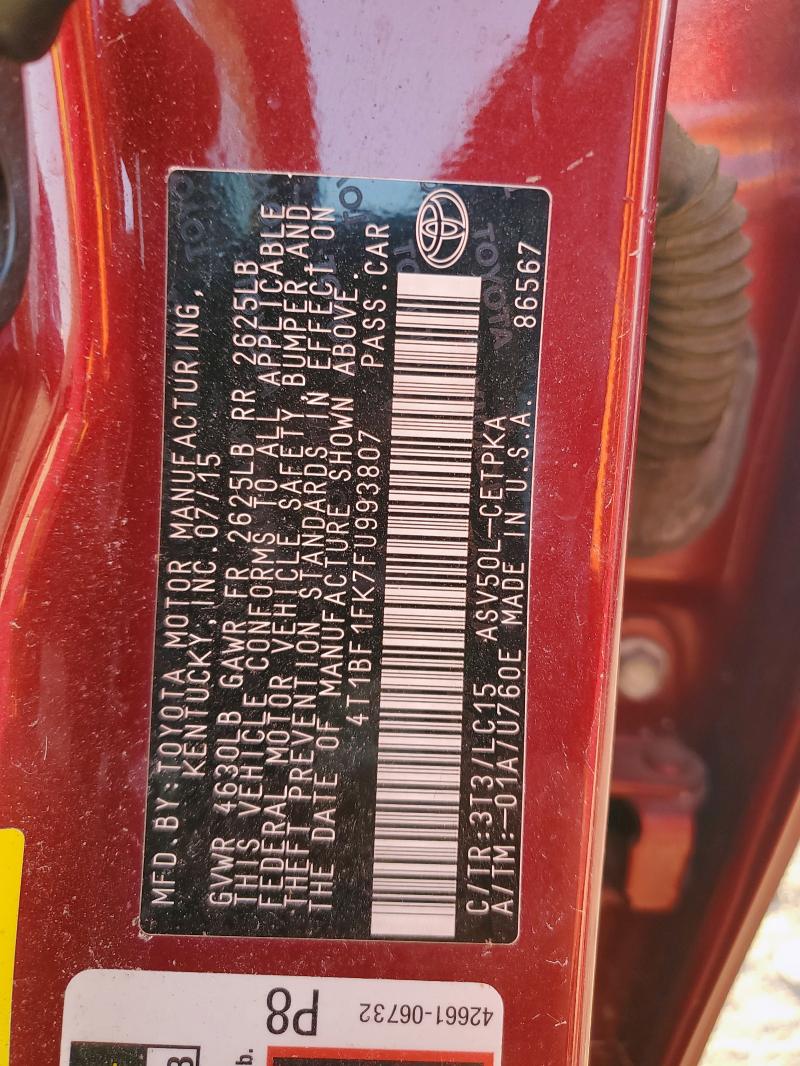 MFD.BY:TOYOTA MOTOR MANUFACTURING,
KENTUCKY,INC.07/15
GVWR 4630LB GAWR FR 2625LB RR 2625LB
THIS VEHICLE CONFORMS TO ALL APPLICABLE
FEDERAL MOTOR VEHICLE SAFETY BUMPER AND
THEFT PREVENTION STANDARDS IN EFFECT ON
THE DATE OF MANUFACTURE SHOWN ABOVE.
4T1BF1FK7FU993807 PASS.CAR
TOYOTA
C/TR:3T3/LC15 ASV50L-CETPKA
A/TM:-01A/U760E MADE IN U.S.A. 86567
42661-06732
P8
b.